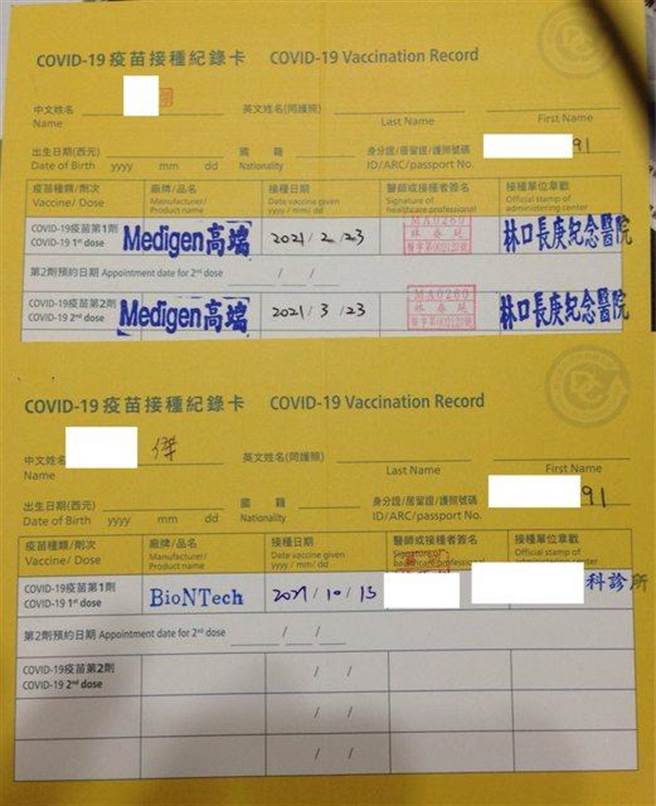 COVID-19疫苗接種紀錄卡 COVID-19 Vaccination Record
中文姓名 英文姓名(同護照)
Name Last Name First Name
出生日期(西元) 國籍 身分證/居留證/護照號碼 91
Date of Birth yyyy mm dd Nationality ID/ARC/passport No.
疫苗種類/劑次 廠牌/品名 接種日期 醫師或接種者簽名 接種單位章戳
Vaccine/ Dose Manufacturer/ Product name Date vaccine given yyyy / mm/ dd Signature of healthcare professional Official stamp of administering center
COVID-19疫苗第1劑 Medigen高端 2021/2/23 MA0260 林口長庚紀念醫院
COVID-19 1st dose
第2劑預約日期 Appointment date for 2nd dose / /
COVID-19疫苗第2劑 Medigen高端 2021/3/23 MA0260 林口長庚紀念醫院
COVID-19 2nd dose
COVID-19疫苗接種紀錄卡 COVID-19 Vaccination Record
中文姓名 傑 英文姓名(同護照)
Name Last Name First Name
出生日期(西元) 國籍 身分證/居留證/護照號碼 91
Date of Birth yyyy mm dd Nationality ID/ARC/passport No.
疫苗種類/劑次 廠牌/品名 接種日期 醫師或接種者簽名 接種單位章戳
Vaccine/ Dose Manufacturer/ Product name Date vaccine given yyyy / mm/ dd Signature of healthcare professional Official stamp of administering center
COVID-19疫苗第1劑 BioNTech 2021/10/13 科診所
COVID-19 1st dose
第2劑預約日期 Appointment date for 2nd dose / /
COVID-19疫苗第2劑 / /
COVID-19 2nd dose
/ /
/ /